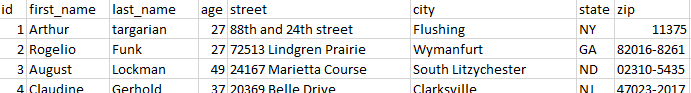 id first_name last_name age street city state zip
1 Arthur targarian 27 88th and 24th street Flushing NY 11375
2 Rogelio Funk 27 72513 Lindgren Prairie Wymanfurt GA 82016-8261
3 August Lockman 49 24167 Marietta Course South Litzychester ND 02310-5435
4 Claudine Gerhold 37 20369 Belle Drive Clarksville NJ 47023-2017